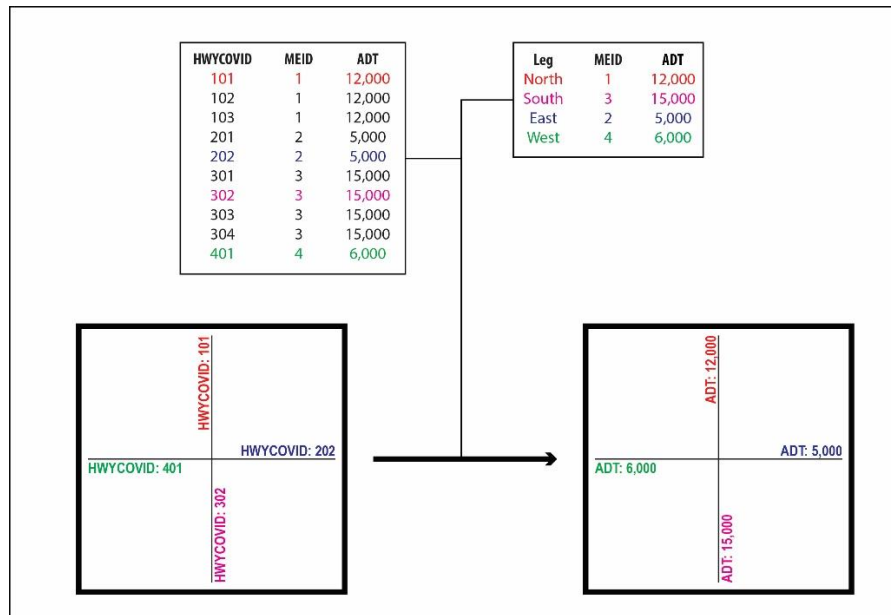 HWYCOVID MEID ADT
101 1 12,000
102 1 12,000
103 1 12,000
201 2 5,000
202 2 5,000
301 3 15,000
302 3 15,000
303 3 15,000
304 3 15,000
401 4 6,000
Leg MEID ADT
North 1 12,000
South 3 15,000
East 2 5,000
West 4 6,000
HWYCOVID: 101
HWYCOVID: 202
HWYCOVID: 401
HWYCOVID: 302
ADT: 12,000
ADT: 5,000
ADT: 6,000
ADT: 15,000